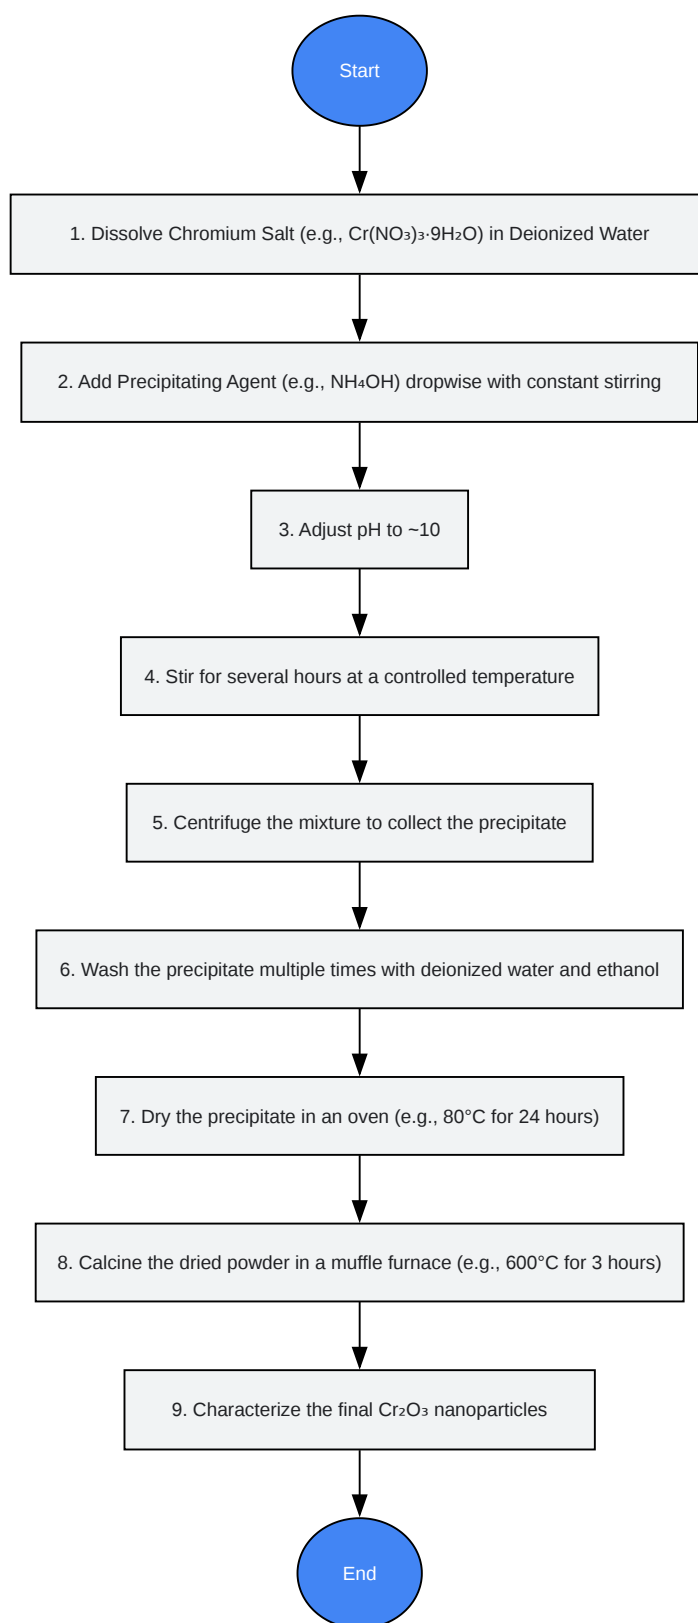 Start
1. Dissolve Chromium Salt (e.g., Cr(NO₃)₃·9H₂O) in Deionized Water
2. Add Precipitating Agent (e.g., NH₄OH) dropwise with constant stirring
3. Adjust pH to ~10
4. Stir for several hours at a controlled temperature
5. Centrifuge the mixture to collect the precipitate
6. Wash the precipitate multiple times with deionized water and ethanol
7. Dry the precipitate in an oven (e.g., 80°C for 24 hours)
8. Calcine the dried powder in a muffle furnace (e.g., 600°C for 3 hours)
9. Characterize the final Cr₂O₃ nanoparticles
End